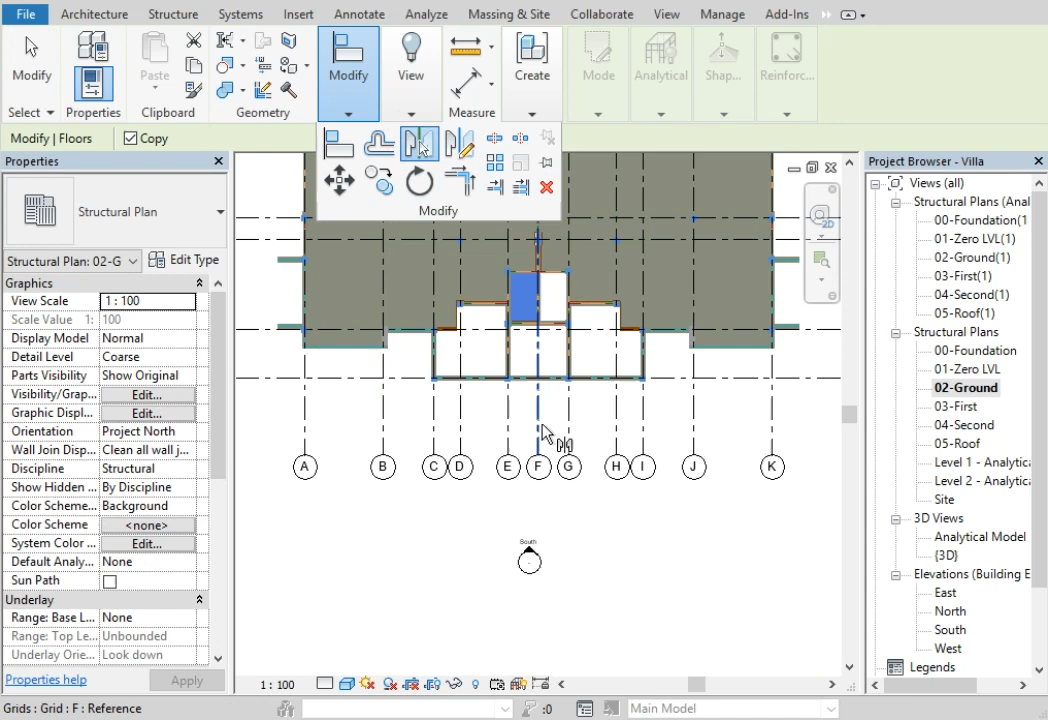 File Architecture Structure Systems Insert Annotate Analyze Massing & Site Collaborate View Manage Add-Ins
Modify Paste Modify View Create Mode Analytical Shap... Reinforc...
Select Properties Clipboard Geometry Measure
Modify | Floors Copy
Modify
Properties
Structural Plan
Structural Plan: 02-G Edit Type
Graphics
View Scale 1 : 100
Scale Value 1: 100
Display Model Normal
Detail Level Coarse
Parts Visibility Show Original
Visibility/Grap... Edit...
Graphic Displ... Edit...
Orientation Project North
Wall Join Disp... Clean all wall j...
Discipline Structural
Show Hidden ... By Discipline
Color Scheme... Background
Color Scheme <none>
System Color ... Edit...
Default Analy... None
Sun Path
Underlay
Range: Base L... None
Range: Top Le... Unbounded
Underlay Orie... Look down
Properties help Apply
2D
A B C D E F G H I J K
South
1 : 100
Project Browser - Villa
Views (all)
Structural Plans (Anal
00-Foundation(1
01-Zero LVL(1)
02-Ground(1)
03-First(1)
04-Second(1)
05-Roof(1)
Structural Plans
00-Foundation
01-Zero LVL
02-Ground
03-First
04-Second
05-Roof
Level 1 - Analytica
Level 2 - Analytica
Site
3D Views
Analytical Model
{3D}
Elevations (Building E
East
North
South
West
Legends
Grids : Grid : F : Reference :0 Main Model